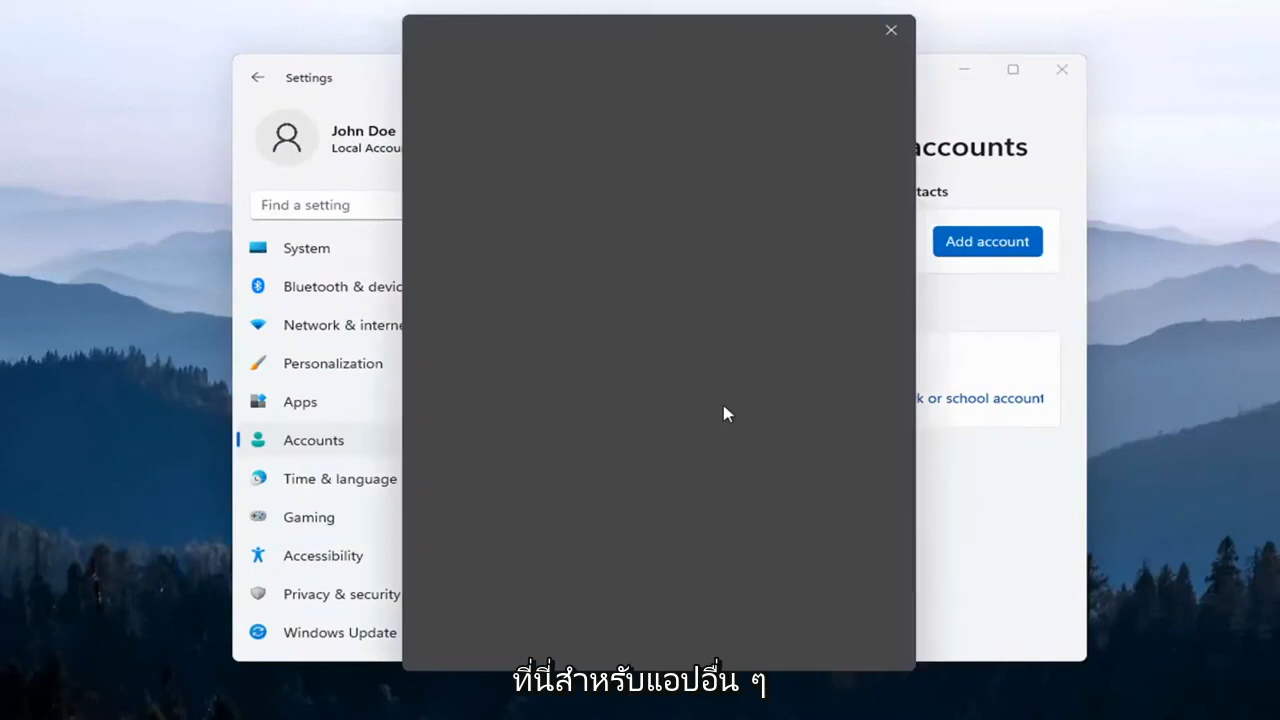 Settings
John Doe
Local Accou
Find a setting
System
Bluetooth & devic
Network & interne
Personalization
Apps
Accounts
Time & language
Gaming
Accessibility
Privacy & security
Windows Update
accounts
tacts
Add account
k or school account
ที่นี่สำหรับแอปอื่น ๆ